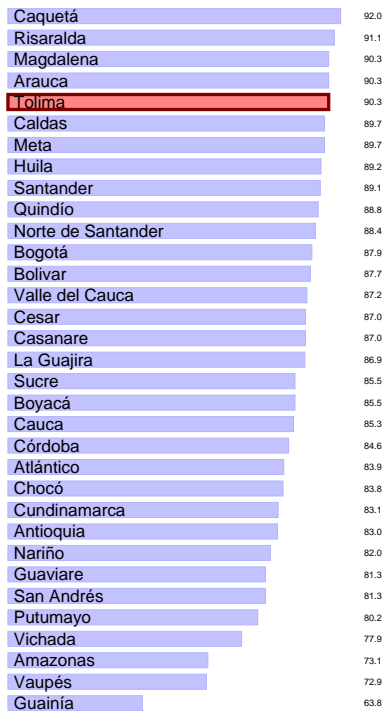 Caquetá 92.0
Risaralda 91.1
Magdalena 90.3
Arauca 90.3
Tolima 90.3
Caldas 89.7
Meta 89.7
Huila 89.2
Santander 89.1
Quindío 88.8
Norte de Santander 88.4
Bogotá 87.9
Bolivar 87.7
Valle del Cauca 87.2
Cesar 87.0
Casanare 87.0
La Guajira 86.9
Sucre 85.5
Boyacá 85.5
Cauca 85.3
Córdoba 84.6
Atlántico 83.9
Chocó 83.8
Cundinamarca 83.1
Antioquia 83.0
Nariño 82.0
Guaviare 81.3
San Andrés 81.3
Putumayo 80.2
Vichada 77.9
Amazonas 73.1
Vaupés 72.9
Guainía 63.8